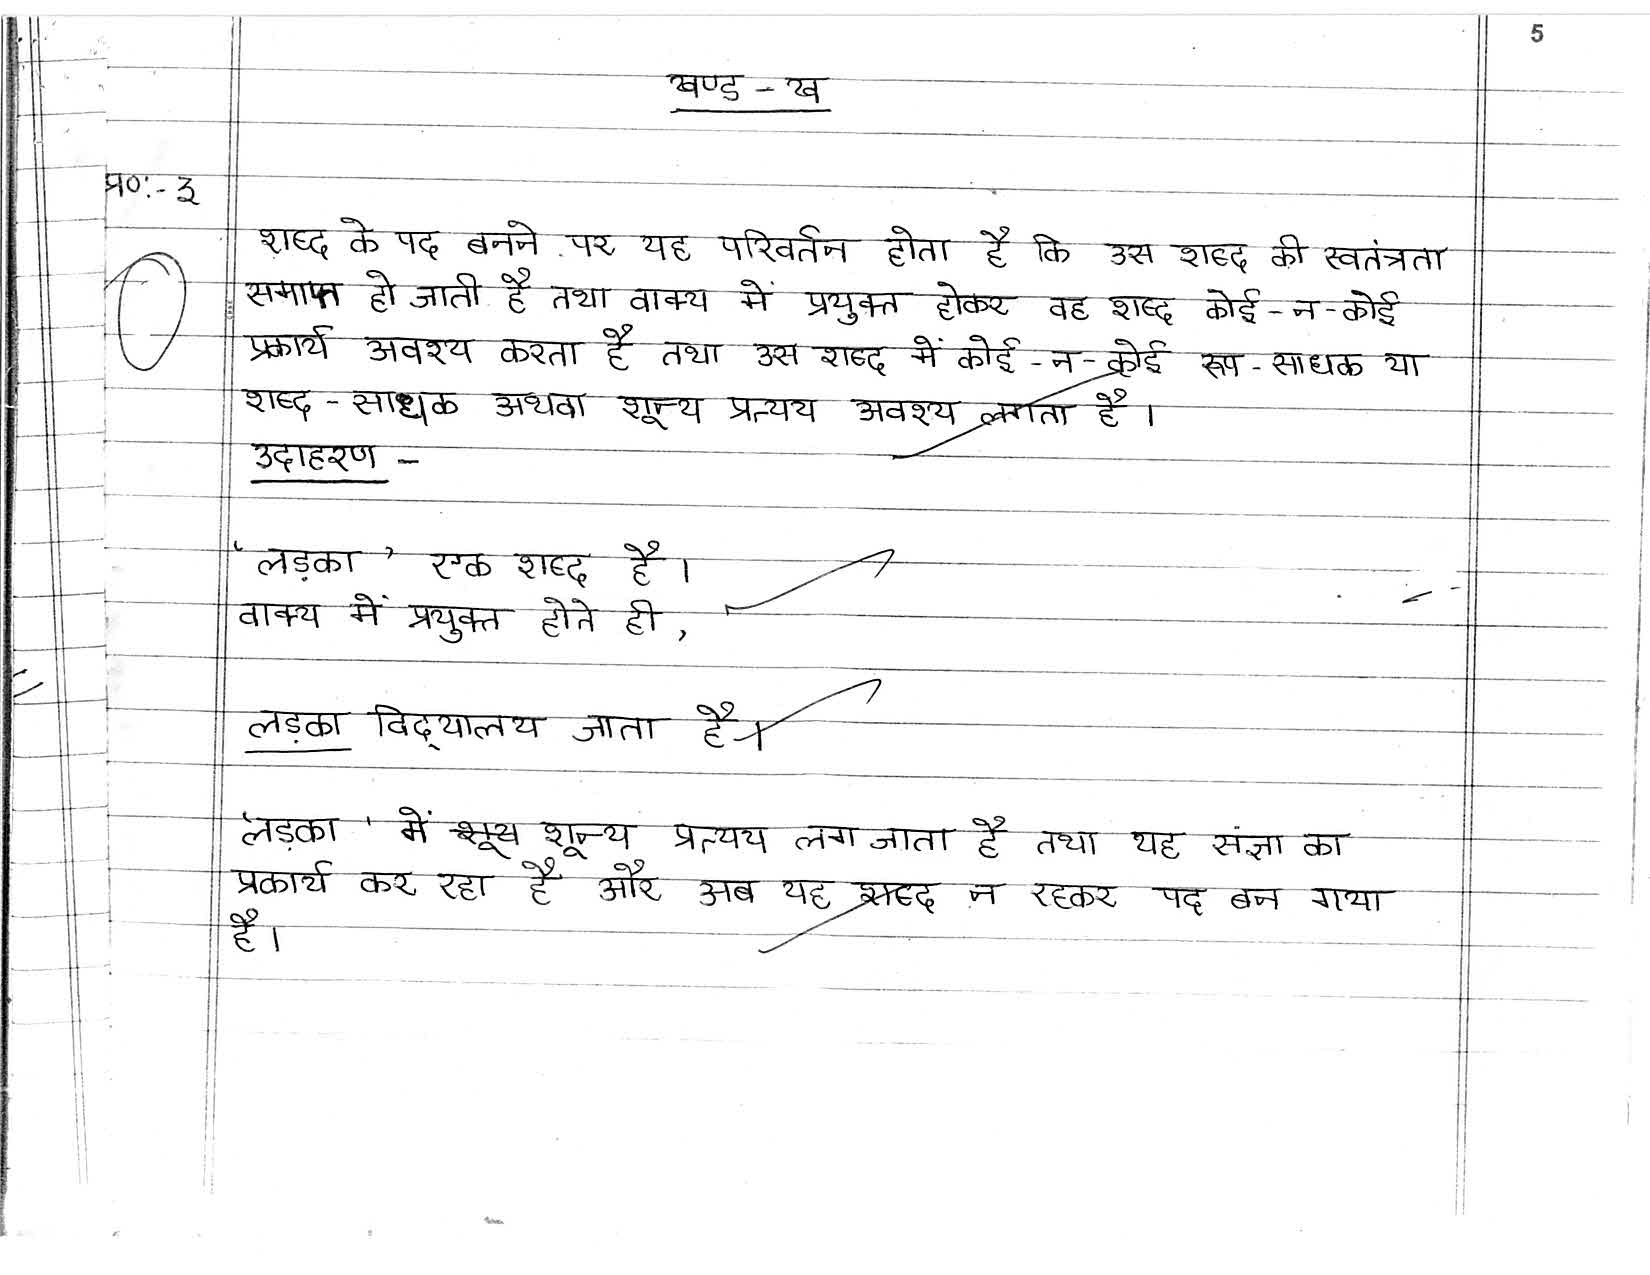 5
खण्ड - ख
प्र०:- 3
शब्द के पद बनने पर यह परिवर्तन होता है कि उस शब्द की स्वतंत्रता
समाप्त हो जाती है तथा वाक्य में प्रयुक्त होकर वह शब्द कोई - न - कोई
प्रकार्य अवश्य करता है तथा उस शब्द में कोई - न - कोई रूप - साधक या
शब्द - साधक अथवा शून्य प्रत्यय अवश्य लगता है।
उदाहरण -
'लड़का' एक शब्द है।
वाक्य में प्रयुक्त होते ही,
लड़का विद्यालय जाता है।
'लड़का' में शून्य प्रत्यय लग जाता है तथा यह संज्ञा का
प्रकार्य कर रहा है और अब यह शब्द न रहकर पद बन गया
है।